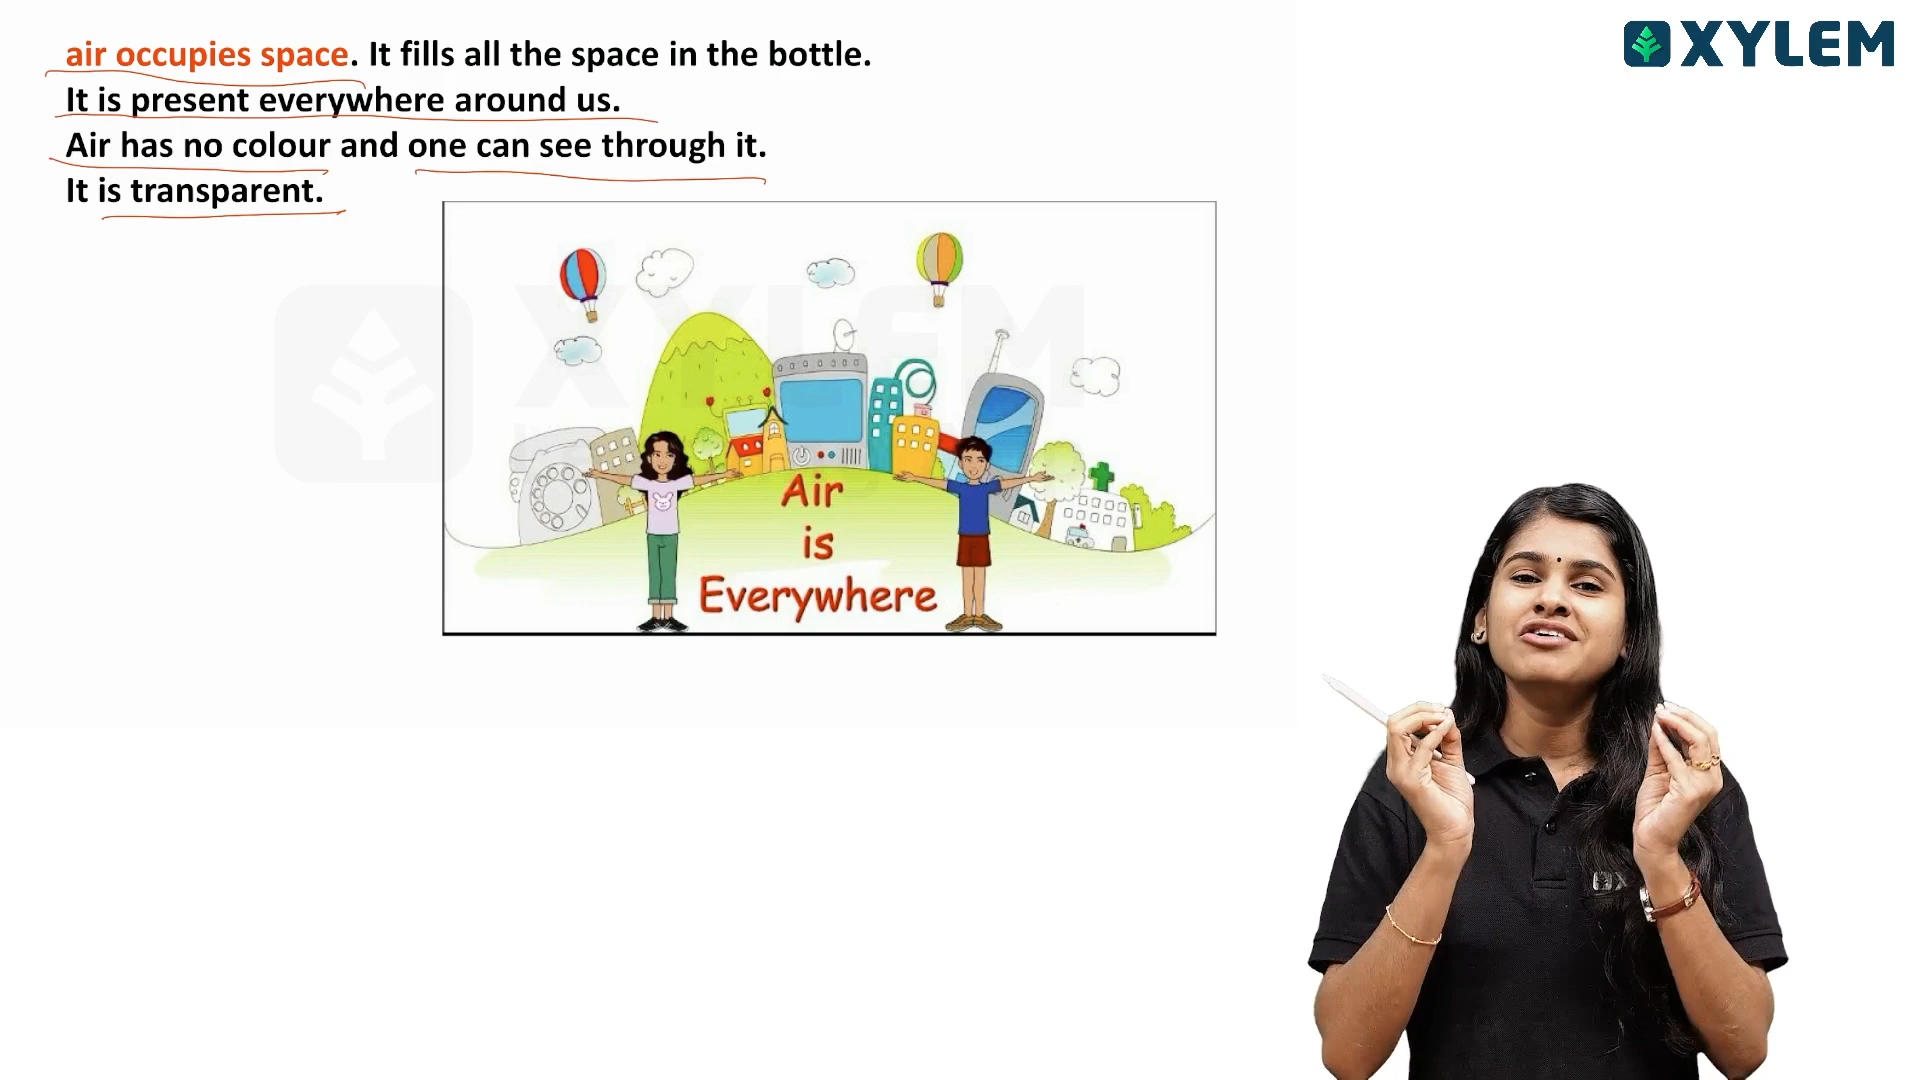 air occupies space. It fills all the space in the bottle.
XYLEM
It is present everywhere around us.
Air has no colour and one can see through it.
It is transparent.
XYLEM
Air
is
Everywhere